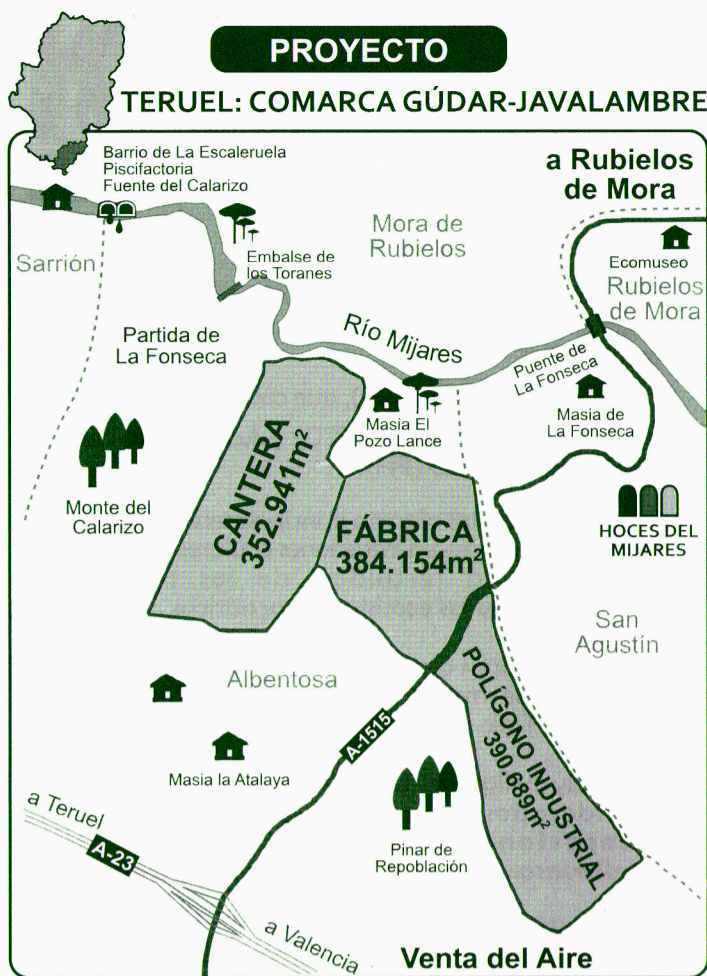 PROYECTO
TERUEL: COMARCA GÚDAR-JAVALAMBRE
Barrio de La Escaleruela
Piscifactoria
Fuente del Calarizo
a Rubielos
de Mora
Mora de
Rubielos
Sarrión
Embalse de
los Toranes
Ecomuseo
Rubielos
de Mora
Partida de
La Fonseca
Río Mijares
Puente de
La Fonseca
Masia El
Pozo Lance
Masia de
La Fonseca
CANTERA
352.941m²
Monte del
Calarizo
FÁBRICA
384.154m²
HOCES DEL
MIJARES
San
Agustín
Albentosa
POLÍGONO INDUSTRIAL
390.689m²
A-1515
Masia la Atalaya
a Teruel
A-23
Pinar de
Repoblación
a Valencia
Venta del Aire